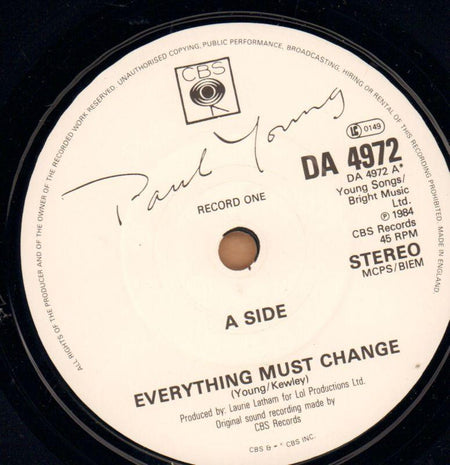 ALL RIGHTS OF THE PRODUCER AND OF THE OWNER OF THE RECORDED WORK RESERVED. UNAUTHORISED COPYING, PUBLIC PERFORMANCE, BROADCASTING, HIRING OR RENTAL OF THIS RECORDING PROHIBITED. MADE IN ENGLAND.
CBS
Paul Young
LC 0149
RECORD ONE
DA 4972
DA 4972 A*
Young Songs/
Bright Music
Ltd.
℗ 1984
CBS Records
45 RPM
STEREO
MCPS/BIEM
A SIDE
EVERYTHING MUST CHANGE
(Young/Kewley)
Produced by: Laurie Latham for Lol Productions Ltd.
Original sound recording made by
CBS Records
CBS & CBS INC.